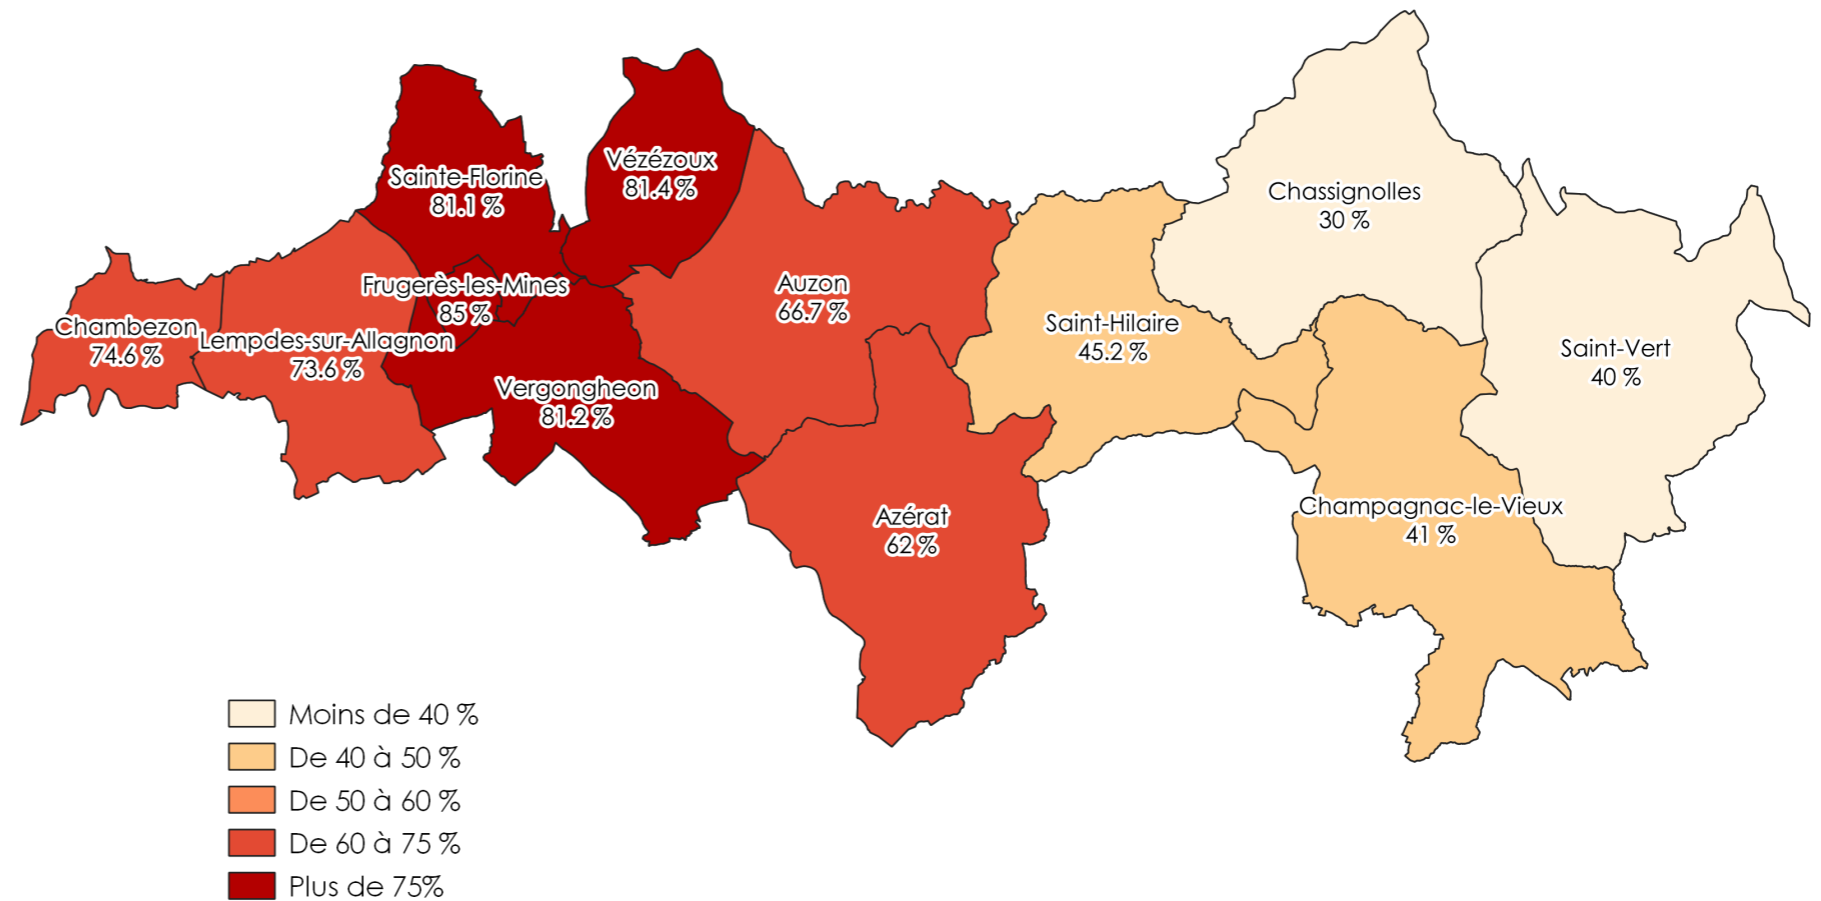 Sainte-Florine
81.1 %
Vézézoux
81.4 %
Chassignolles
30 %
Frugerès-les-Mines
85 %
Auzon
66.7 %
Chambezon
74.6 %
Lempdes-sur-Allagnon
73.6 %
Saint-Hilaire
45.2 %
Saint-Vert
40 %
Vergongheon
81.2 %
Azérat
62 %
Champagnac-le-Vieux
41 %
Moins de 40 %
De 40 à 50 %
De 50 à 60 %
De 60 à 75 %
Plus de 75%